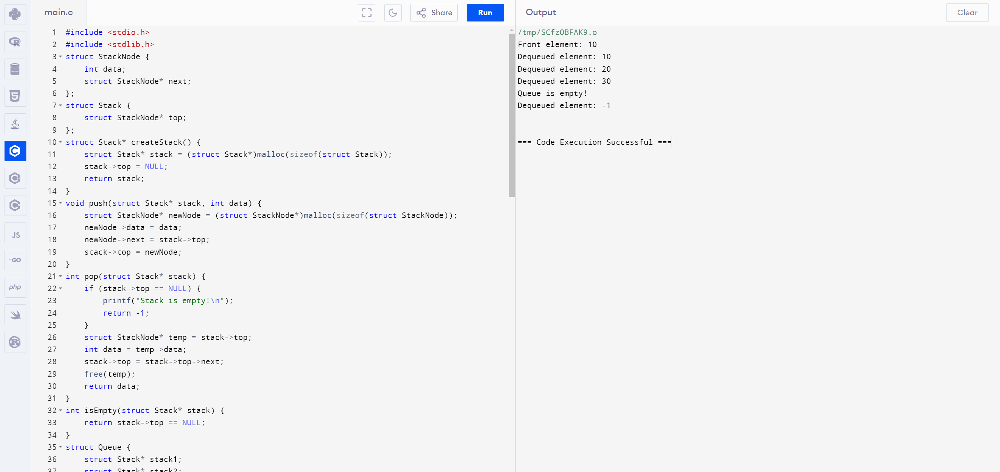 main.c
Share
Run
Output
Clear
1 #include <stdio.h>
2 #include <stdlib.h>
3 struct StackNode {
4     int data;
5     struct StackNode* next;
6 };
7 struct Stack {
8     struct StackNode* top;
9 };
10 struct Stack* createStack() {
11     struct Stack* stack = (struct Stack*)malloc(sizeof(struct Stack));
12     stack->top = NULL;
13     return stack;
14 }
15 void push(struct Stack* stack, int data) {
16     struct StackNode* newNode = (struct StackNode*)malloc(sizeof(struct StackNode));
17     newNode->data = data;
18     newNode->next = stack->top;
19     stack->top = newNode;
20 }
21 int pop(struct Stack* stack) {
22     if (stack->top == NULL) {
23         printf("Stack is empty!\n");
24         return -1;
25     }
26     struct StackNode* temp = stack->top;
27     int data = temp->data;
28     stack->top = stack->top->next;
29     free(temp);
30     return data;
31 }
32 int isEmpty(struct Stack* stack) {
33     return stack->top == NULL;
34 }
35 struct Queue {
36     struct Stack* stack1;
37     struct Stack* stack2;
/tmp/SCfzOBFAK9.o
Front element: 10
Dequeued element: 10
Dequeued element: 20
Dequeued element: 30
Queue is empty!
Dequeued element: -1
=== Code Execution Successful ===
R
5
C
C
C
JS
GO
php
R